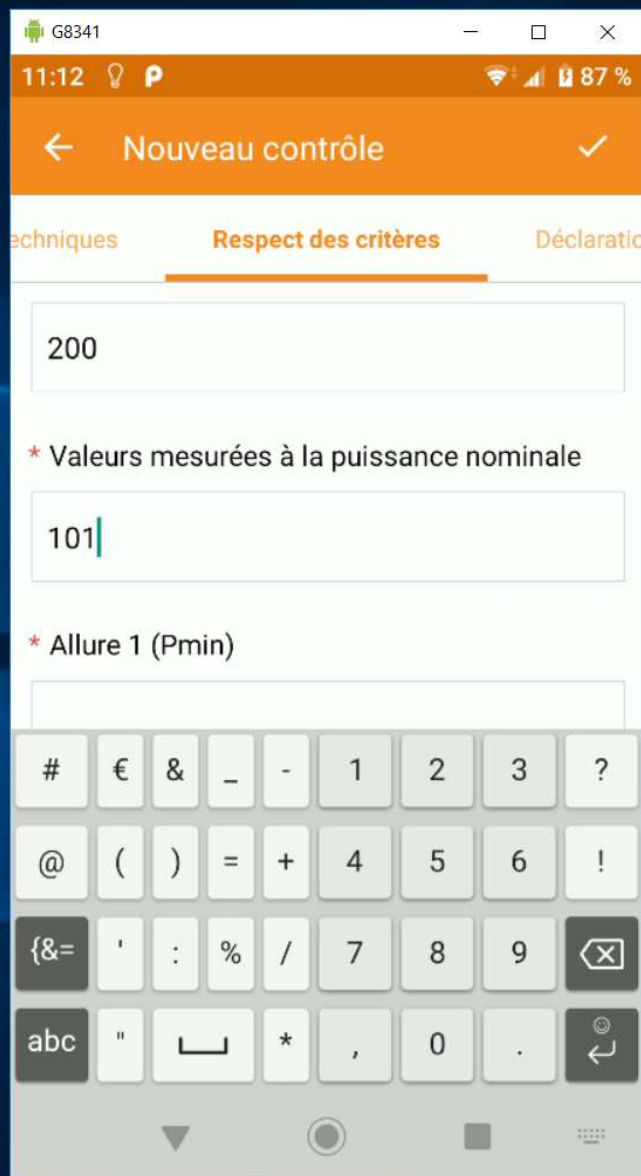 G8341
11:12 87 %
Nouveau contrôle
echniques Respect des critères Déclaratio
200
* Valeurs mesurées à la puissance nominale
101
* Allure 1 (Pmin)
# € & _ - 1 2 3 ?
@ ( ) = + 4 5 6 !
{&= ' : % / 7 8 9
abc " * , 0 .